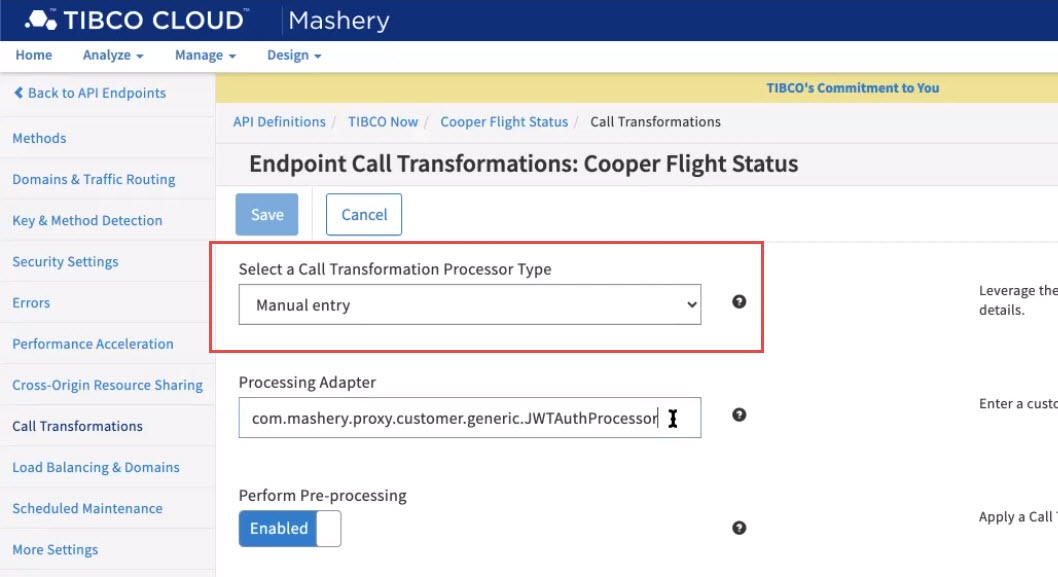 TIBCO CLOUD™ Mashery
Home Analyze Manage Design
Back to API Endpoints
TIBCO's Commitment to You
API Definitions / TIBCO Now / Cooper Flight Status / Call Transformations
Methods
Domains & Traffic Routing
Key & Method Detection
Security Settings
Errors
Performance Acceleration
Cross-Origin Resource Sharing
Call Transformations
Load Balancing & Domains
Scheduled Maintenance
More Settings
Endpoint Call Transformations: Cooper Flight Status
Save Cancel
Select a Call Transformation Processor Type
Manual entry
?
Leverage the
details.
Processing Adapter
com.mashery.proxy.customer.generic.JWTAuthProcessor
?
Enter a custo
Perform Pre-processing
Enabled
?
Apply a Call